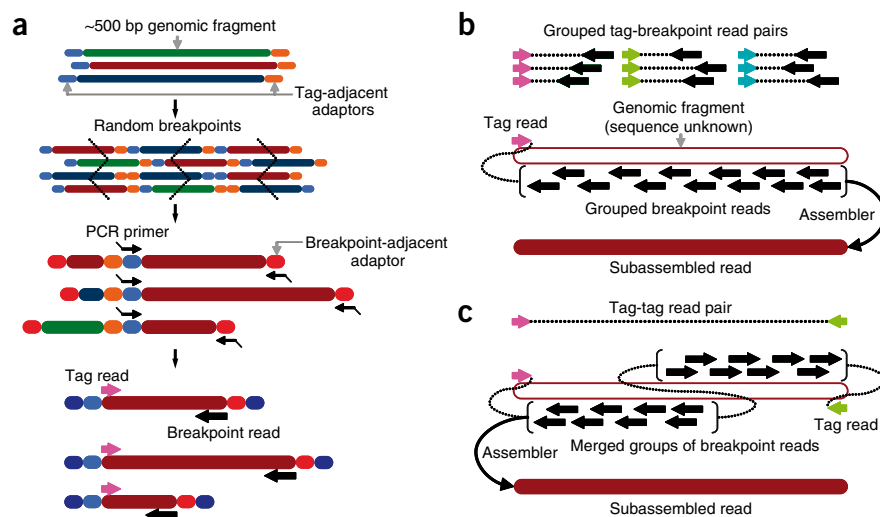 a
~500 bp genomic fragment
Tag-adjacent
adaptors
Random breakpoints
PCR primer
Breakpoint-adjacent
adaptor
Tag read
Breakpoint read
b
Grouped tag-breakpoint read pairs
Genomic fragment
(sequence unknown)
Tag read
Grouped breakpoint reads
Assembler
Subassembled read
c
Tag-tag read pair
Tag read
Merged groups of breakpoint reads
Assembler
Subassembled read